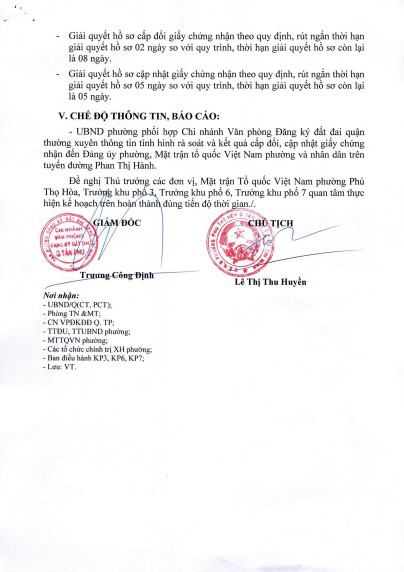 - Giải quyết hồ sơ cấp đổi giấy chứng nhận theo quy định, rút ngắn thời hạn
giải quyết hồ sơ 02 ngày so với quy trình, thời hạn giải quyết hồ sơ còn lại
là 08 ngày.
- Giải quyết hồ sơ cập nhật giấy chứng nhận theo quy định, rút ngắn thời hạn
giải quyết hồ sơ 05 ngày so với quy trình, thời hạn giải quyết hồ sơ còn lại
là 05 ngày.
V. CHẾ ĐỘ THÔNG TIN, BÁO CÁO:
- UBND phường phối hợp Chi nhánh Văn phòng Đăng ký đất đai quận
thường xuyên thông tin tình hình rà soát và kết quả cấp đổi, cập nhật giấy chứng
nhận đến Đảng ủy phường, Mặt trận tổ quốc Việt Nam phường và nhân dân trên
tuyến đường Phan Thị Hành.
Đề nghị Thủ trưởng các đơn vị, Mặt trận Tổ quốc Việt Nam phường Phú
Thọ Hòa, Trưởng khu phố 3, Trưởng khu phố 6, Trưởng khu phố 7 quan tâm thực
hiện kế hoạch trên hoàn thành đúng tiến độ thời gian./.
GIÁM ĐỐC
CHỦ TỊCH
CHI NHÁNH
VĂN PHÒNG
ĐĂNG KÝ ĐẤT ĐAI
Q.TÂN PHÚ
Trương Công Định
Lê Thị Thu Huyền
Nơi nhận:
- UBND/Q(CT, PCT);
- Phòng TN &MT;
- CN VPĐKĐĐ Q. TP;
- TTĐU, TTUBND phường;
- MTTQVN phường;
- Các tổ chức chính trị XH phường;
- Ban điều hành KP3, KP6, KP7;
- Lưu: VT.